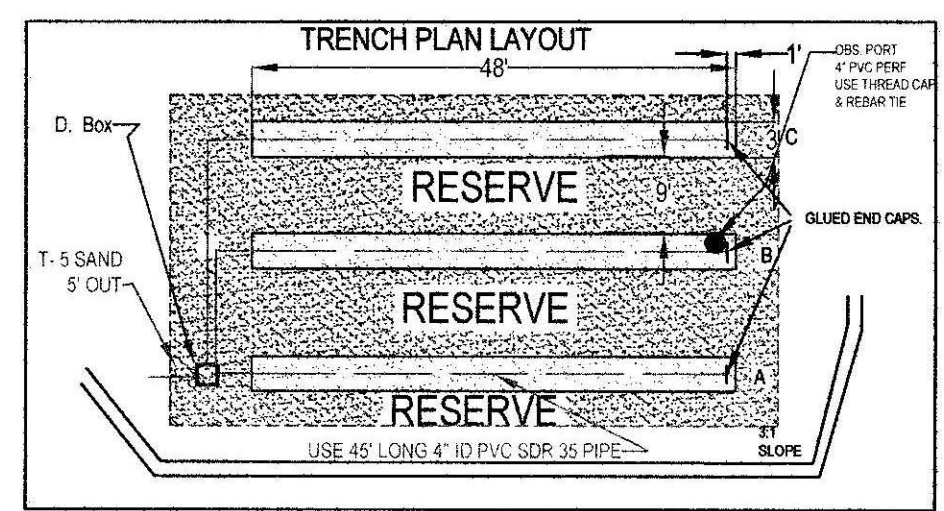 TRENCH PLAN LAYOUT
48'
1'
OBS. PORT
4" PVC PERF
USE THREAD CAP
& REBAR TIE
D. Box
3'
C
RESERVE
9'
GLUED END CAPS.
T- 5 SAND
5' OUT
B
RESERVE
A
RESERVE
3:1
SLOPE
USE 45' LONG 4" ID PVC SDR 35 PIPE